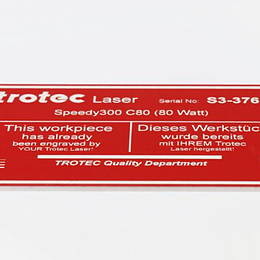 trotec Laser Serial No: S3-376
Speedy300 C80 (80 Watt)
This workpiece
has already
been engraved by
YOUR Trotec Laser!
Dieses Werkstüc
wurde bereits
mit IHREM Trotec
Laser hergestellt!
TROTEC Quality Department